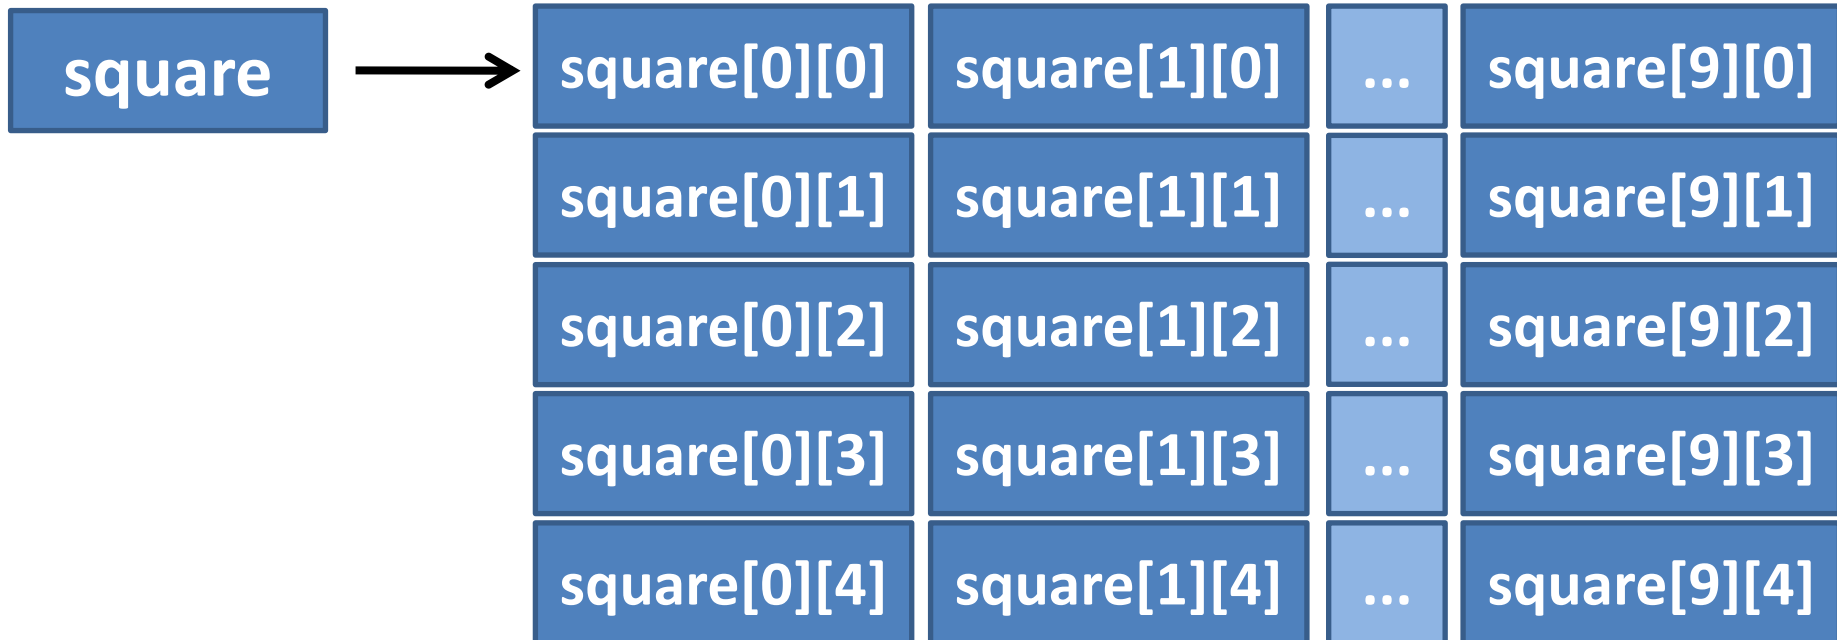 square square[0][0] square[1][0] ... square[9][0]
square[0][1] square[1][1] ... square[9][1]
square[0][2] square[1][2] ... square[9][2]
square[0][3] square[1][3] ... square[9][3]
square[0][4] square[1][4] ... square[9][4]